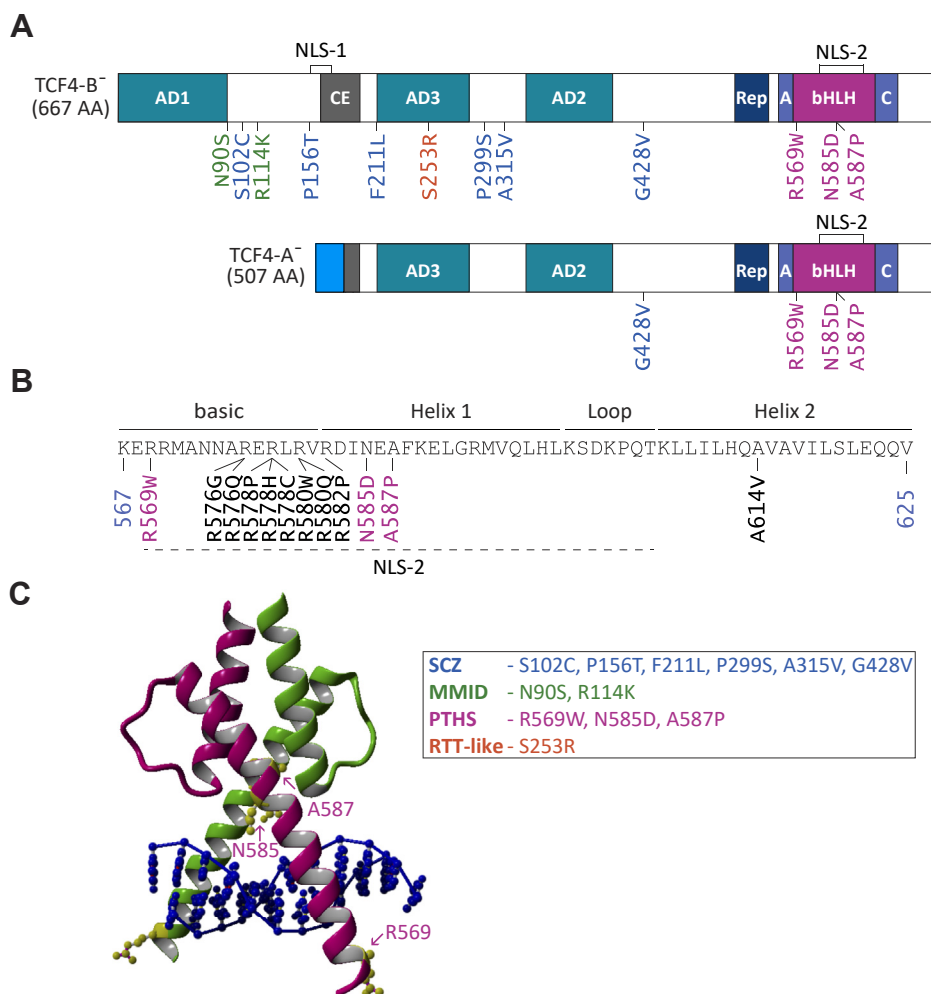 A
NLS-1
NLS-2
TCF4-B⁻
(667 AA)
AD1
CE
AD3
AD2
Rep
A
bHLH
C
N90S
S102C
R114K
P156T
F211L
S253R
P299S
A315V
G428V
R569W
N585D
A587P
NLS-2
TCF4-A⁻
(507 AA)
AD3
AD2
Rep
A
bHLH
C
G428V
R569W
N585D
A587P
B
basic
Helix 1
Loop
Helix 2
KERRMANNARERLRVRDINEAFKELGRMVQLHLKSDKPQTKLLILHQAVAVILSLEQQV
567
R569W
R576G
R576Q
R578P
R578H
R578C
R580W
R580Q
R582P
N585D
A587P
A614V
625
NLS-2
C
A587
N585
R569
SCZ - S102C, P156T, F211L, P299S, A315V, G428V
MMID - N90S, R114K
PTHS - R569W, N585D, A587P
RTT-like - S253R